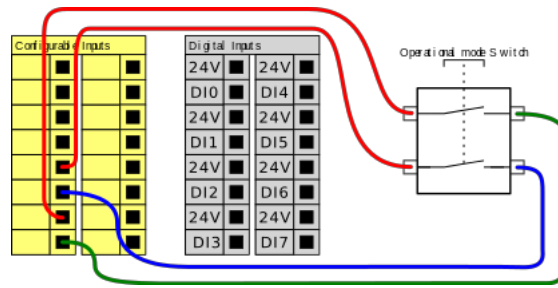 Configurable Inputs
Digital Inputs
Operational mode Switch
24V 24V
DI0 DI4
24V 24V
DI1 DI5
24V 24V
DI2 DI6
24V 24V
DI3 DI7